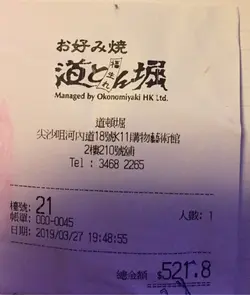 お好み焼
道とん堀
福生れ
Managed by Okonomiyaki HK Ltd.
道頓堀
尖沙咀河內道18號K11購物藝術館
2樓210號舖
Tel : 3468 2265
檯號: 21
人數: 1
帳單: 000-0045
日期: 2019/03/27 19:48:55
總金額 $521.8